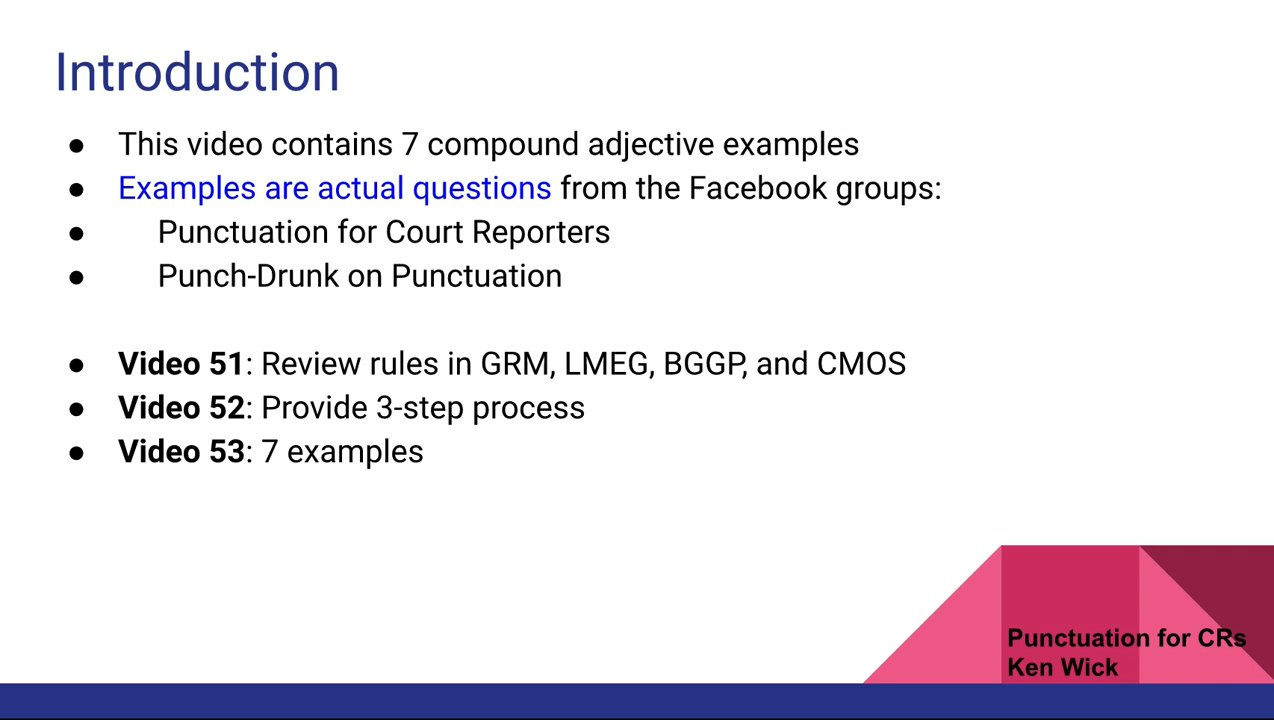 Introduction
● This video contains 7 compound adjective examples
● Examples are actual questions from the Facebook groups:
● Punctuation for Court Reporters
● Punch-Drunk on Punctuation
● Video 51: Review rules in GRM, LMEG, BGGP, and CMOS
● Video 52: Provide 3-step process
● Video 53: 7 examples
Punctuation for CRs
Ken Wick